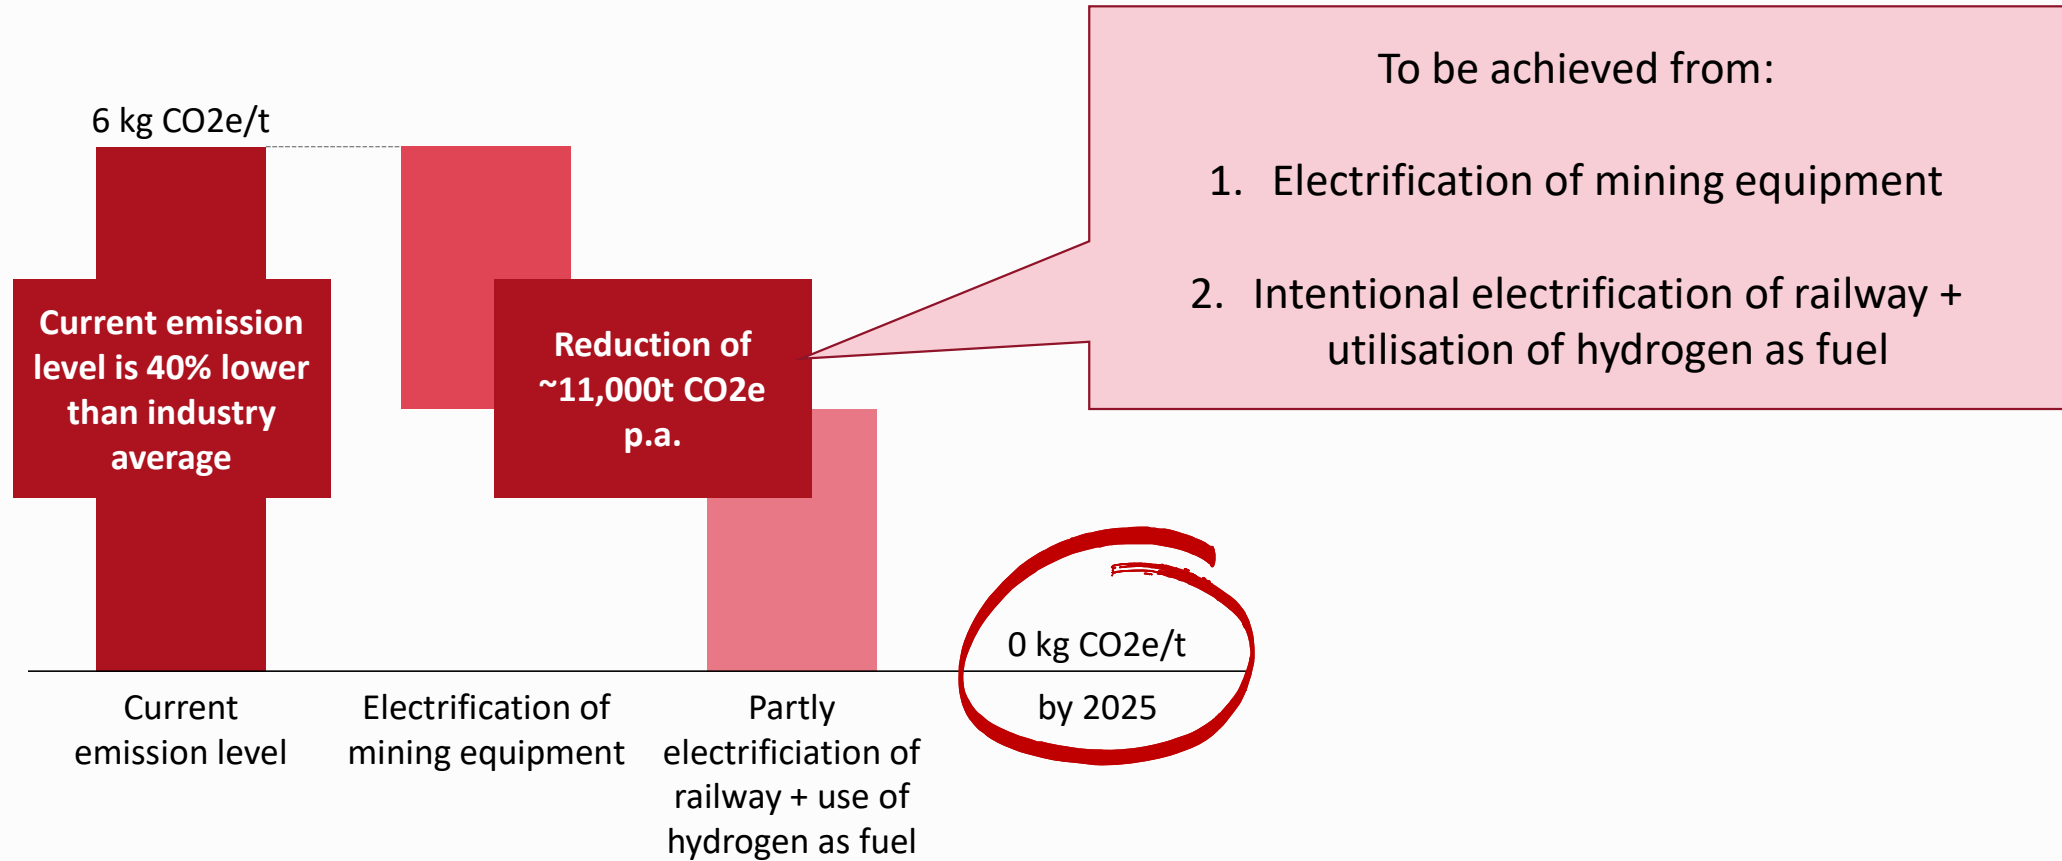 6 kg CO2e/t
Current emission
level is 40% lower
than industry
average
Reduction of
~11,000t CO2e
p.a.
To be achieved from:
1. Electrification of mining equipment
2. Intentional electrification of railway +
utilisation of hydrogen as fuel
0 kg CO2e/t
by 2025
Current
emission level
Electrification of
mining equipment
Partly
electrificiation of
railway + use of
hydrogen as fuel